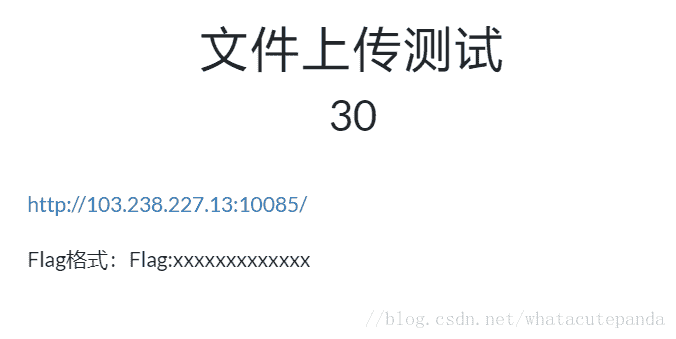 文件上传测试
30
http://103.238.227.13:10085/
Flag格式：Flag:xxxxxxxxxxxxx
//blog.csdn.net/whatacutepanda